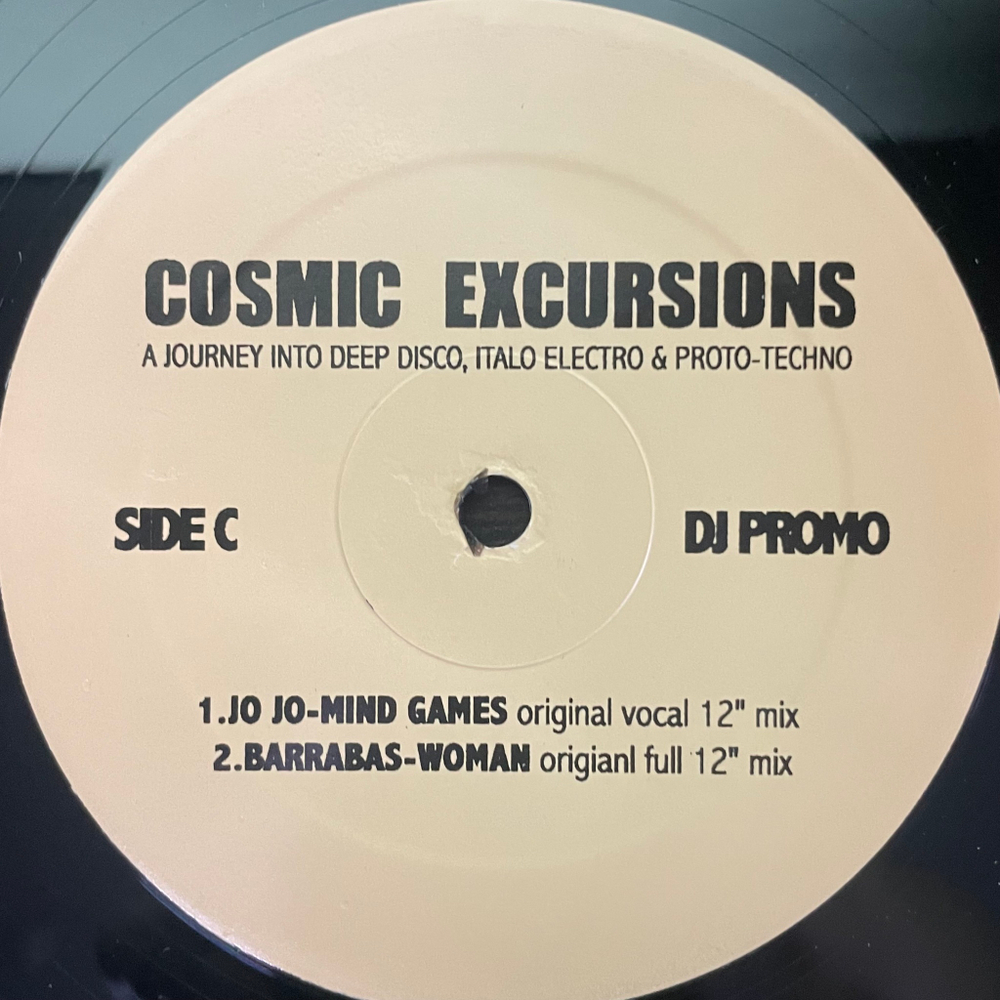 COSMIC EXCURSIONS
A JOURNEY INTO DEEP DISCO, ITALO ELECTRO & PROTO-TECHNO
SIDE C
DJ PROMO
1.JO JO-MIND GAMES original vocal 12" mix
2.BARRABAS-WOMAN origianl full 12" mix